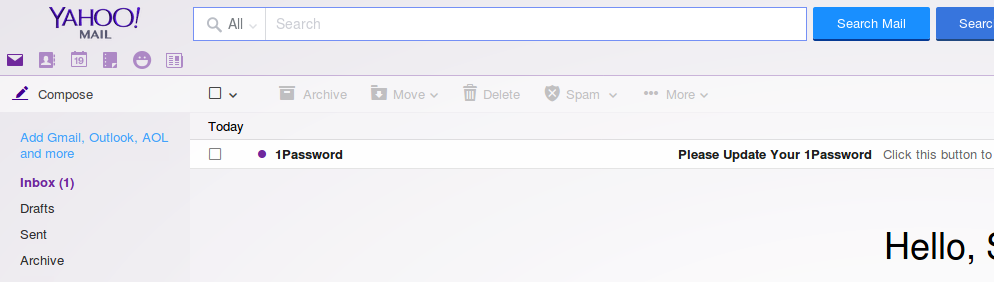 YAHOO!
MAIL
All Search Search Mail Searc
19
Compose Archive Move Delete Spam More
Today
Add Gmail, Outlook, AOL
and more
1Password Please Update Your 1Password Click this button to
Inbox (1)
Drafts
Sent
Archive
Hello, S